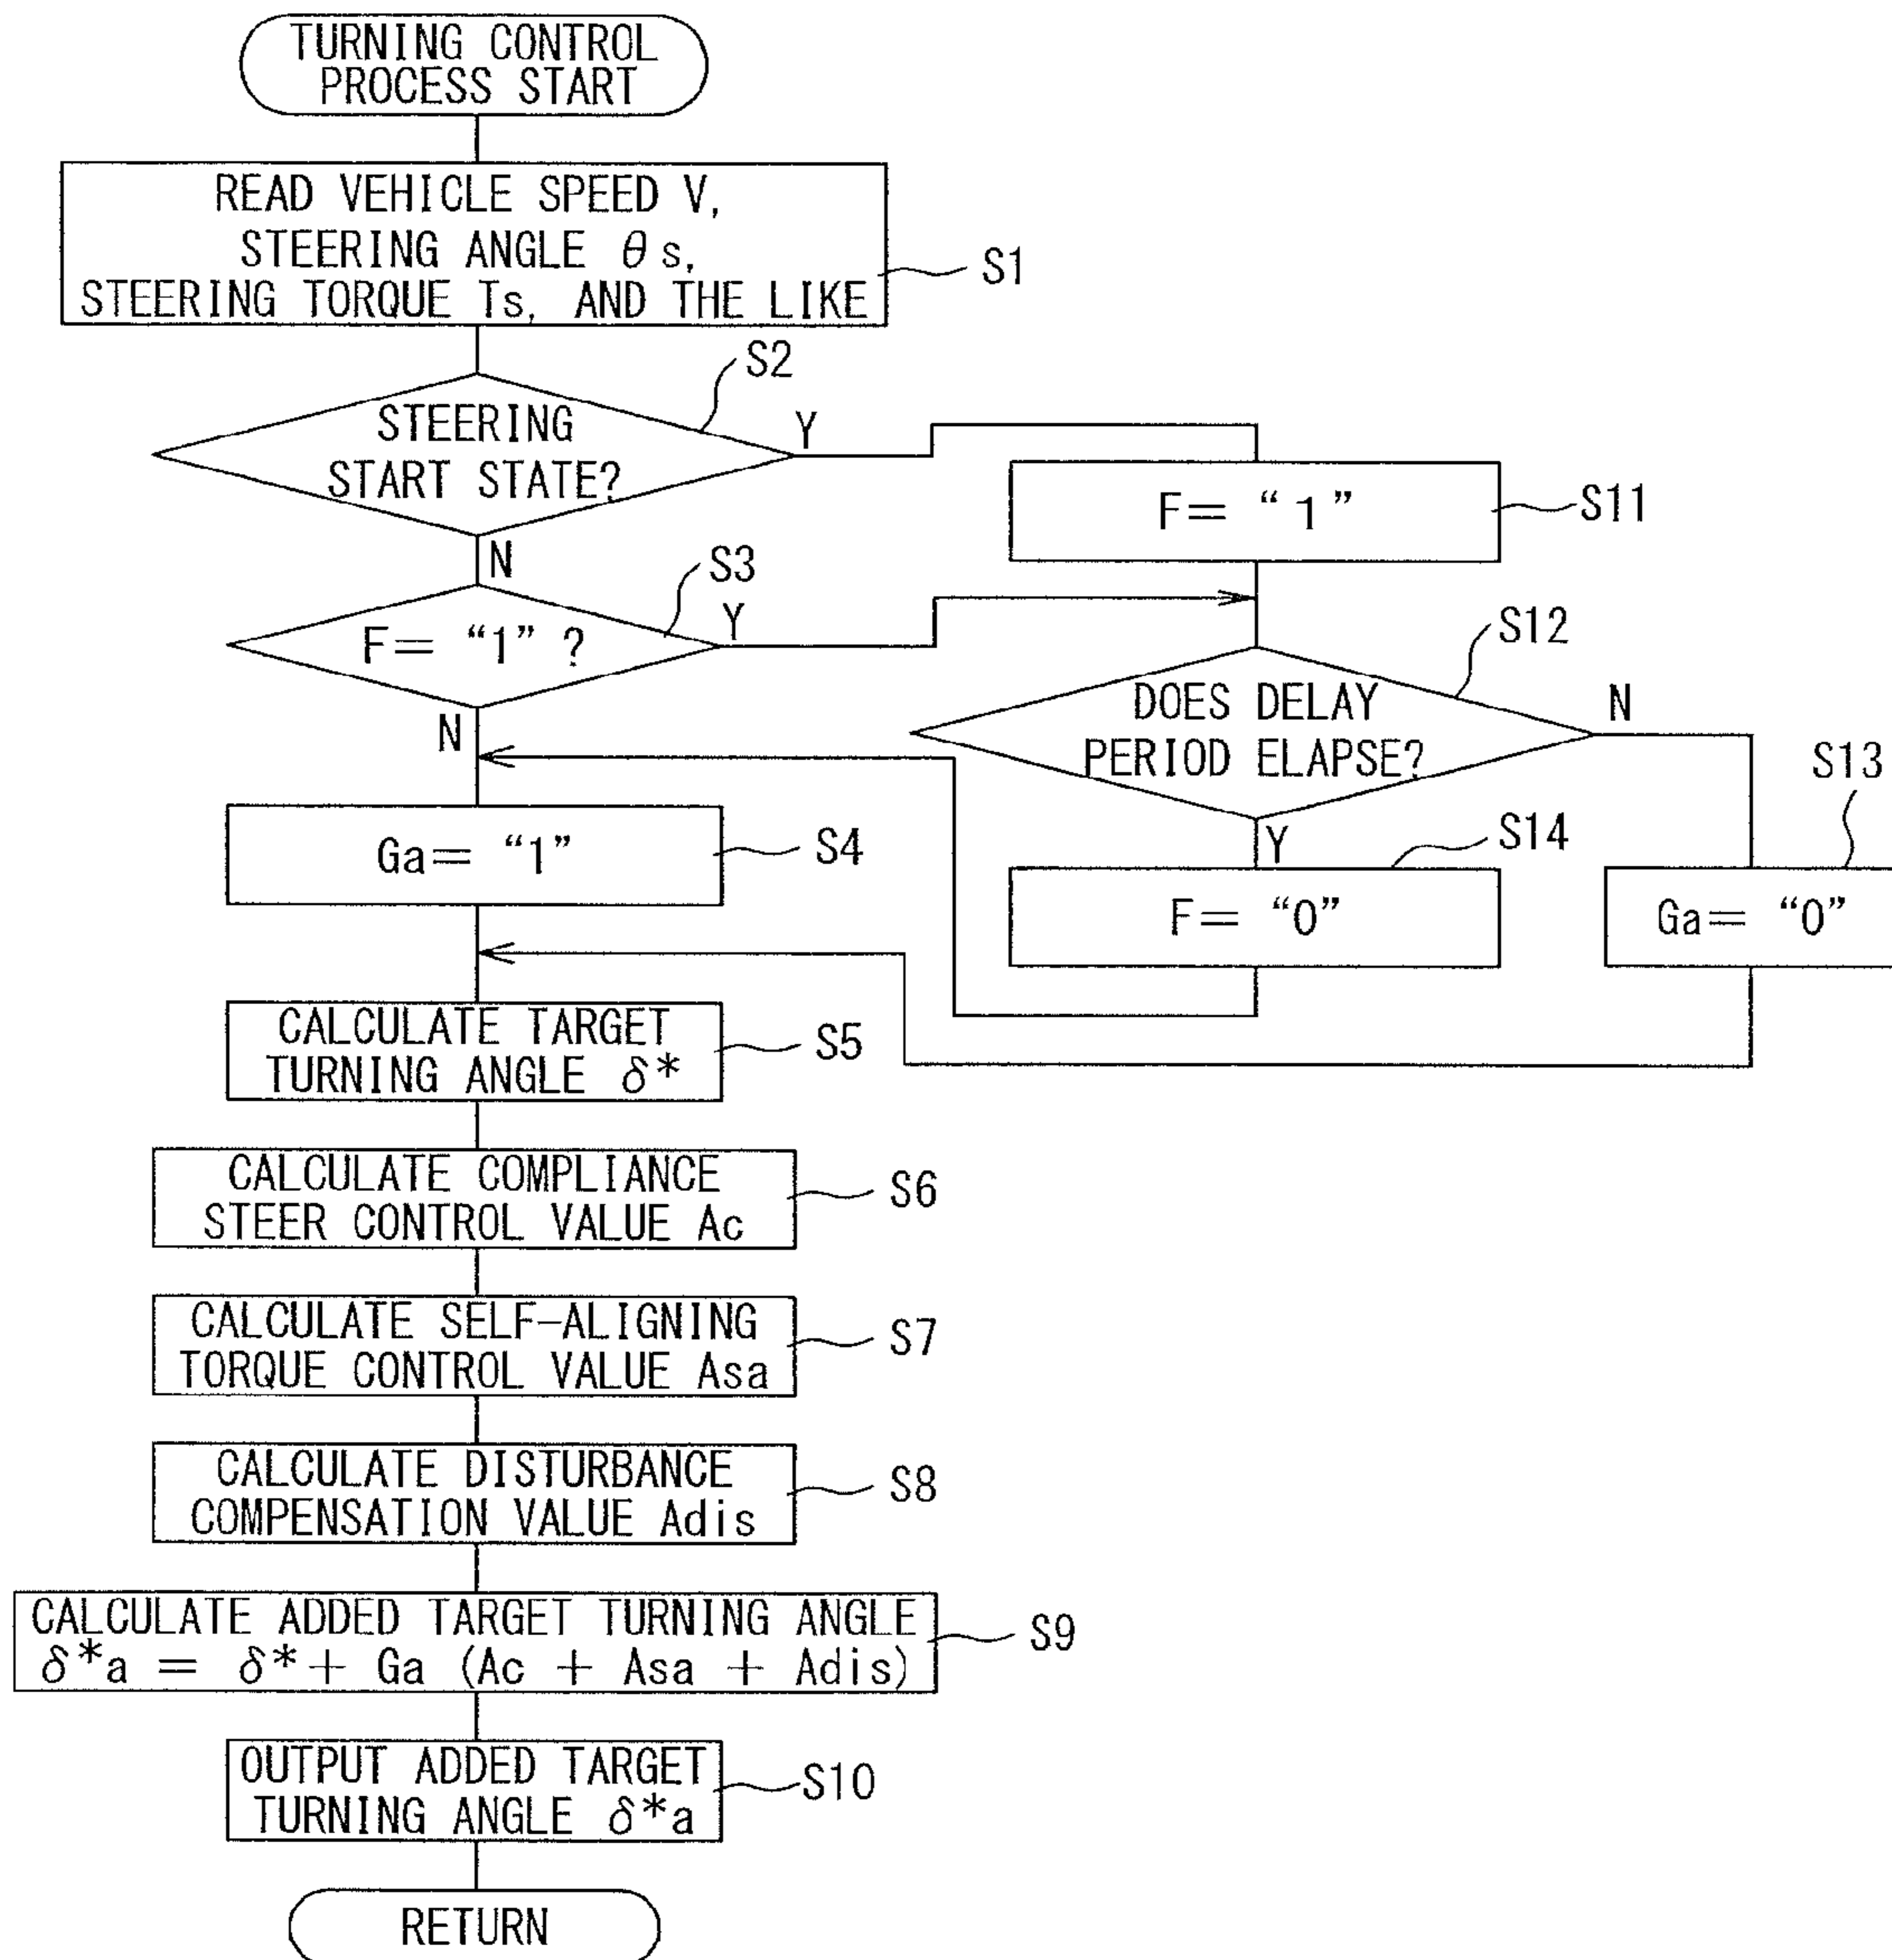 TURNING CONTROL
PROCESS START
READ VEHICLE SPEED V,
STEERING ANGLE θs,
STEERING TORQUE Ts, AND THE LIKE
S1
S2
STEERING
START STATE?
Y
N
F= “1”
S11
S3
F= “1” ?
Y
N
S12
DOES DELAY
PERIOD ELAPSE?
N
Y
S13
Ga= “1”
S4
S14
F= “0”
Ga= “0”
CALCULATE TARGET
TURNING ANGLE δ*
S5
CALCULATE COMPLIANCE
STEER CONTROL VALUE Ac
S6
CALCULATE SELF-ALIGNING
TORQUE CONTROL VALUE Asa
S7
CALCULATE DISTURBANCE
COMPENSATION VALUE Adis
S8
CALCULATE ADDED TARGET TURNING ANGLE
δ*a = δ* + Ga (Ac + Asa + Adis)
S9
OUTPUT ADDED TARGET
TURNING ANGLE δ*a
S10
RETURN